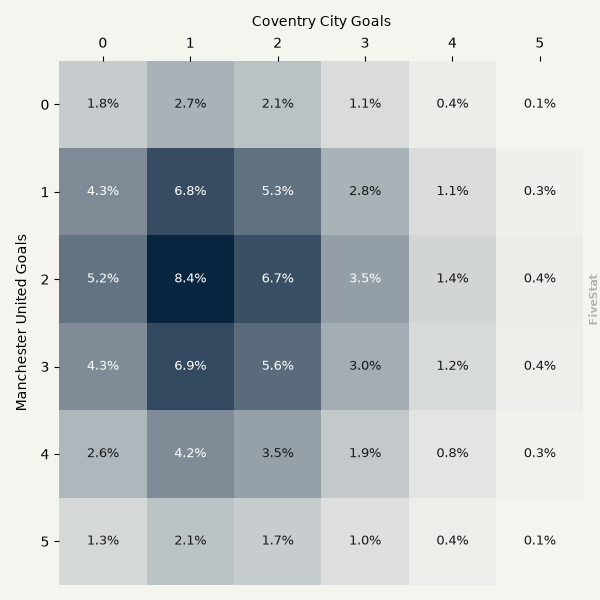 Coventry City Goals
0 1 2 3 4 5
0 1.8% 2.7% 2.1% 1.1% 0.4% 0.1%
1 4.3% 6.8% 5.3% 2.8% 1.1% 0.3%
2 5.2% 8.4% 6.7% 3.5% 1.4% 0.4%
3 4.3% 6.9% 5.6% 3.0% 1.2% 0.4%
4 2.6% 4.2% 3.5% 1.9% 0.8% 0.3%
5 1.3% 2.1% 1.7% 1.0% 0.4% 0.1%
Manchester United Goals
FiveStat